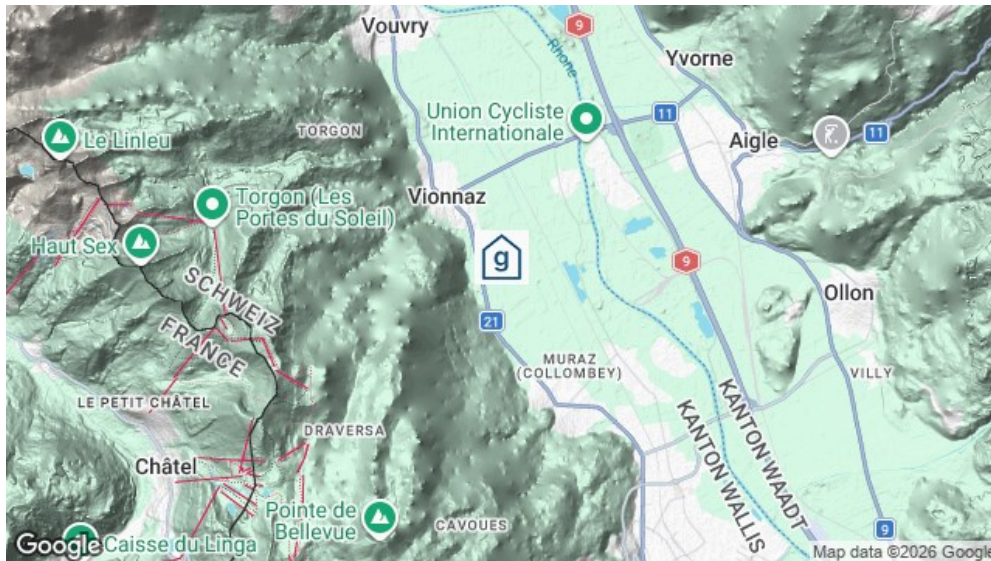 Vouvry
9
Rhone
Yvorne
Union Cycliste
Internationale
11
TORGON
Aigle
11
Le Linleu
Vionnaz
Torgon (Les
Portes du Soleil)
Haut Sex
g
9
SCHWEIZ
FRANCE
Ollon
21
MURAZ
(COLLOMBEY)
VILLY
LE PETIT CHÂTEL
KANTON WAADT
KANTON WALLIS
DRAVERSA
Châtel
Pointe de
Bellevue
CAVOUES
9
Google
Caisse du Linga
Map data ©2026 Google